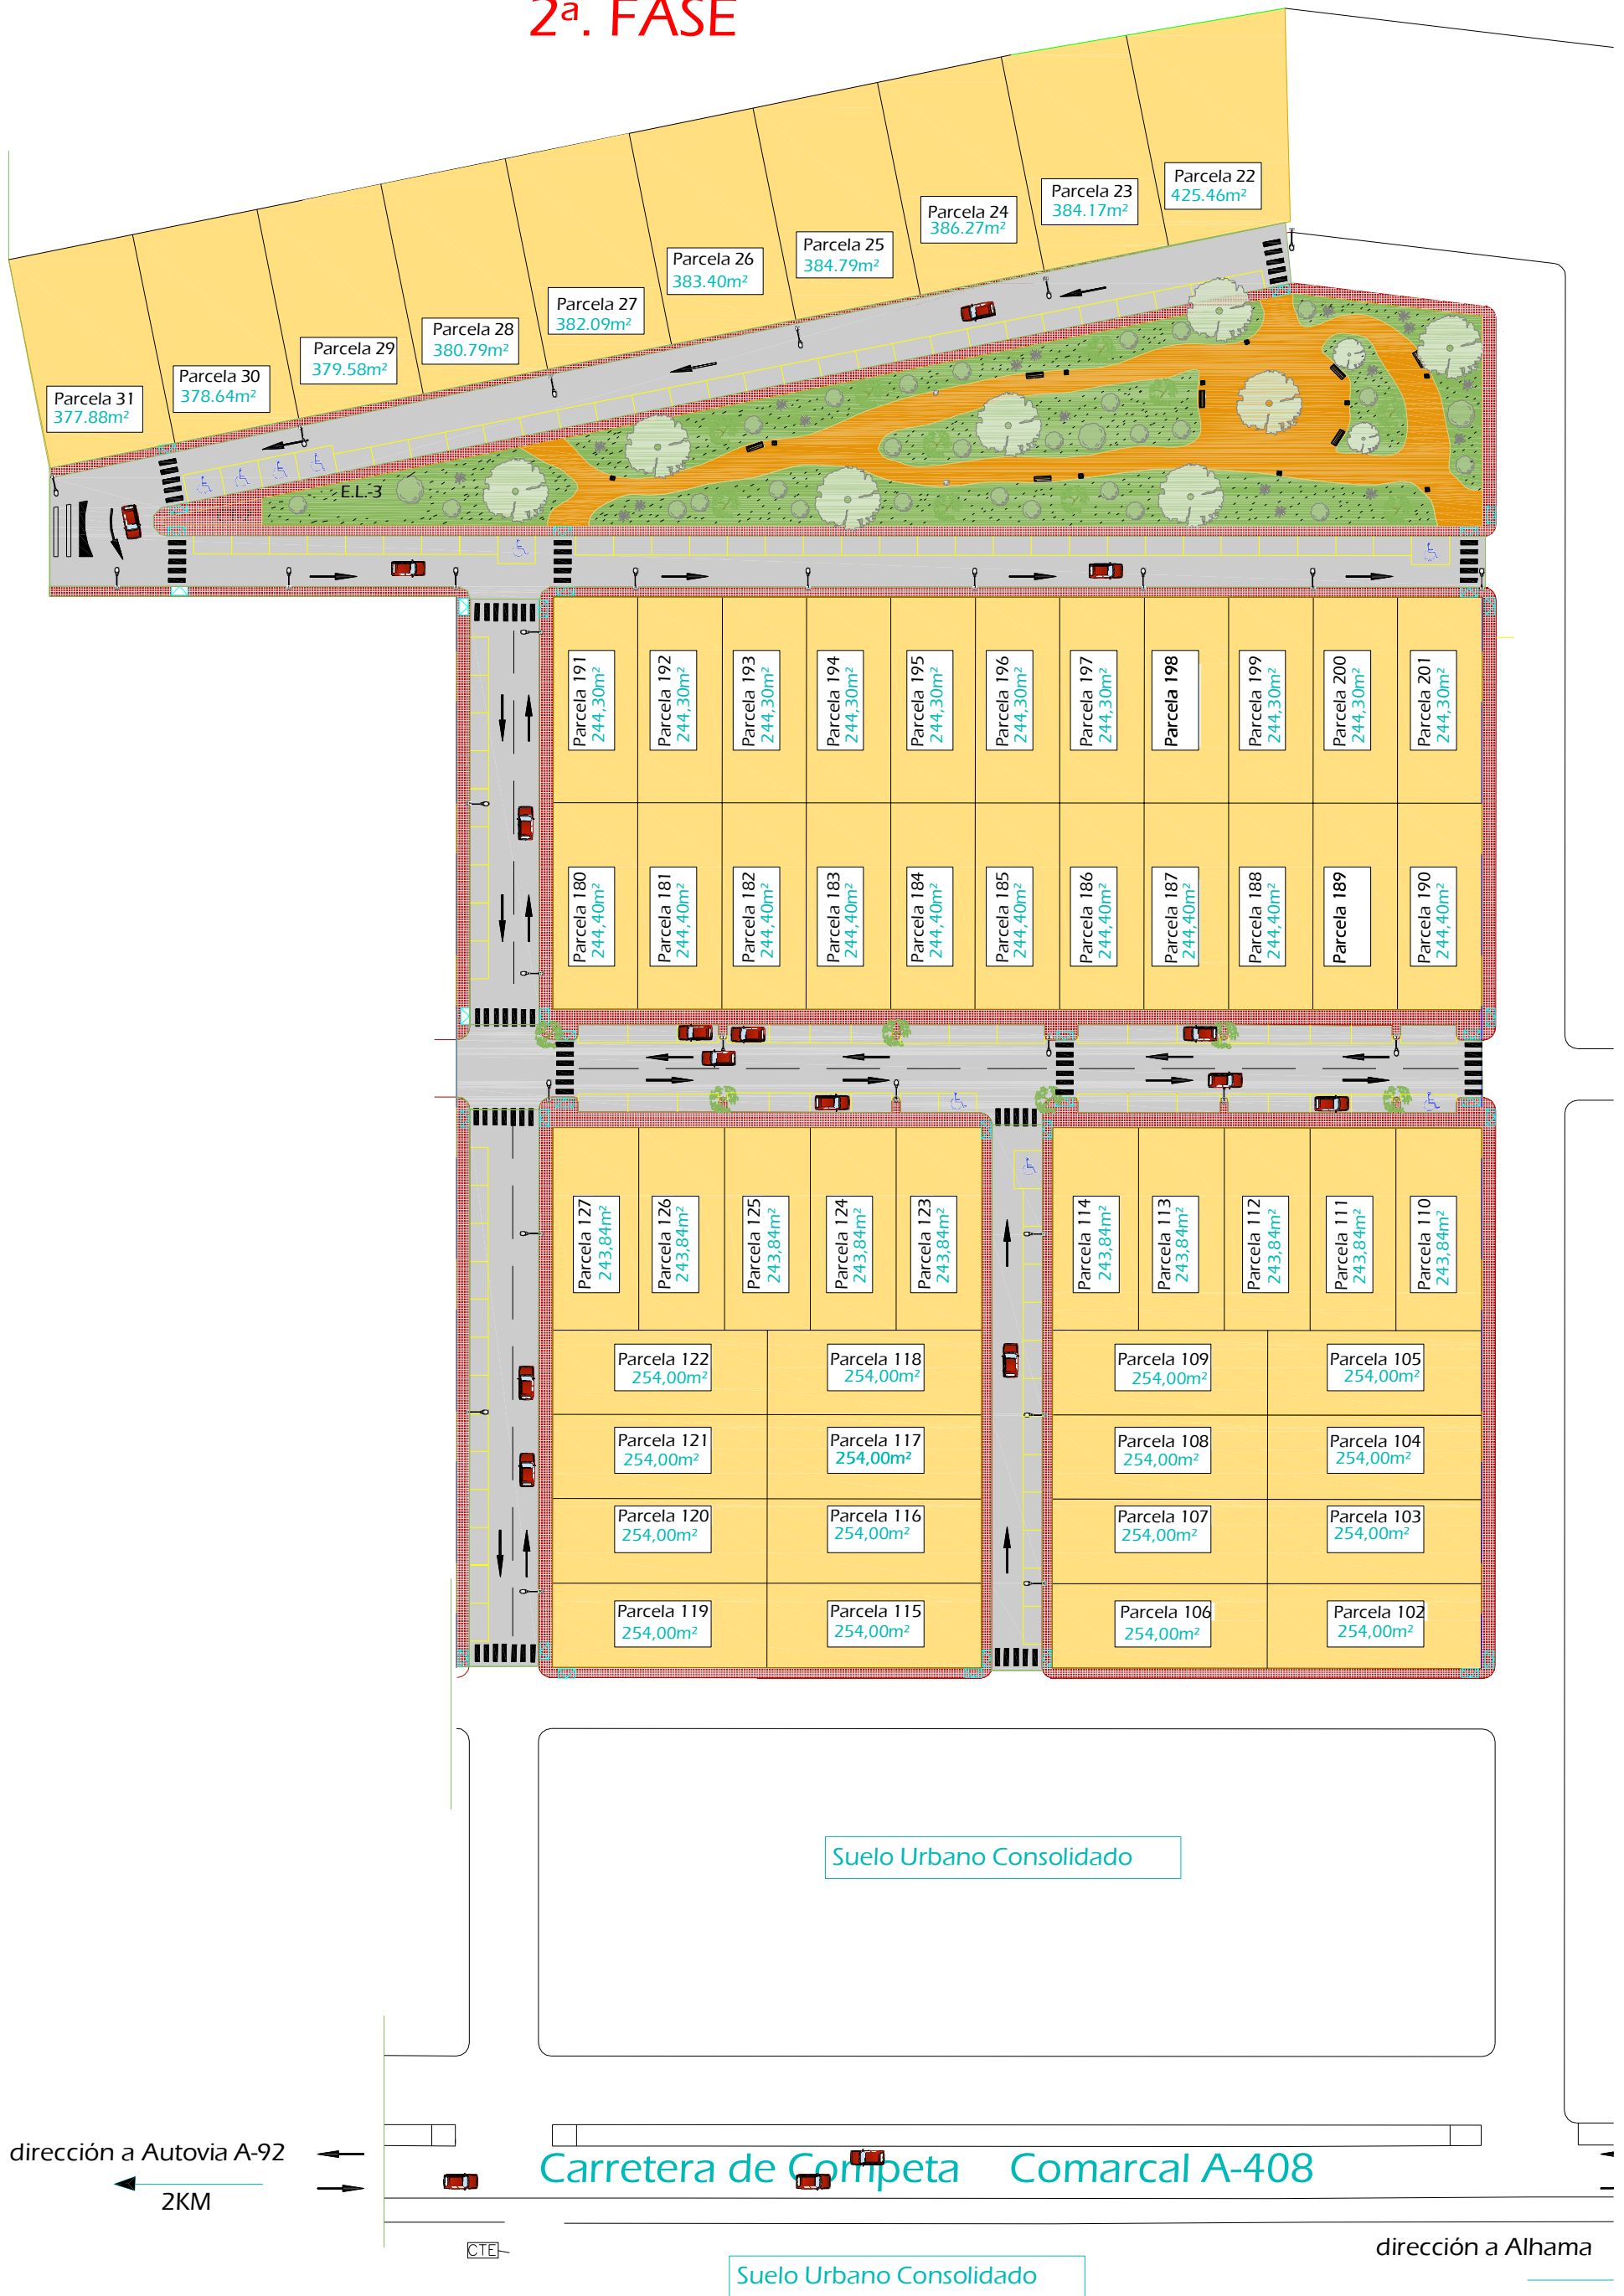 2ª. FASE
Parcela 22
425.46m²
Parcela 23
384.17m²
Parcela 24
386.27m²
Parcela 25
384.79m²
Parcela 26
383.40m²
Parcela 27
382.09m²
Parcela 28
380.79m²
Parcela 29
379.58m²
Parcela 30
378.64m²
Parcela 31
377.88m²
E.L.-3
Parcela 191
244,30m²
Parcela 192
244,30m²
Parcela 193
244,30m²
Parcela 194
244,30m²
Parcela 195
244,30m²
Parcela 196
244,30m²
Parcela 197
244,30m²
Parcela 198
Parcela 199
244,30m²
Parcela 200
244,30m²
Parcela 201
244,30m²
Parcela 180
244,40m²
Parcela 181
244,40m²
Parcela 182
244,40m²
Parcela 183
244,40m²
Parcela 184
244,40m²
Parcela 185
244,40m²
Parcela 186
244,40m²
Parcela 187
244,40m²
Parcela 188
244,40m²
Parcela 189
Parcela 190
244,40m²
Parcela 127
243,84m²
Parcela 126
243,84m²
Parcela 125
243,84m²
Parcela 124
243,84m²
Parcela 123
243,84m²
Parcela 114
243,84m²
Parcela 113
243,84m²
Parcela 112
243,84m²
Parcela 111
243,84m²
Parcela 110
243,84m²
Parcela 122
254,00m²
Parcela 118
254,00m²
Parcela 109
254,00m²
Parcela 105
254,00m²
Parcela 121
254,00m²
Parcela 117
254,00m²
Parcela 108
254,00m²
Parcela 104
254,00m²
Parcela 120
254,00m²
Parcela 116
254,00m²
Parcela 107
254,00m²
Parcela 103
254,00m²
Parcela 119
254,00m²
Parcela 115
254,00m²
Parcela 106
254,00m²
Parcela 102
254,00m²
Suelo Urbano Consolidado
dirección a Autovia A-92
2KM
Carretera de Competa Comarcal A-408
CTE
dirección a Alhama
Suelo Urbano Consolidado